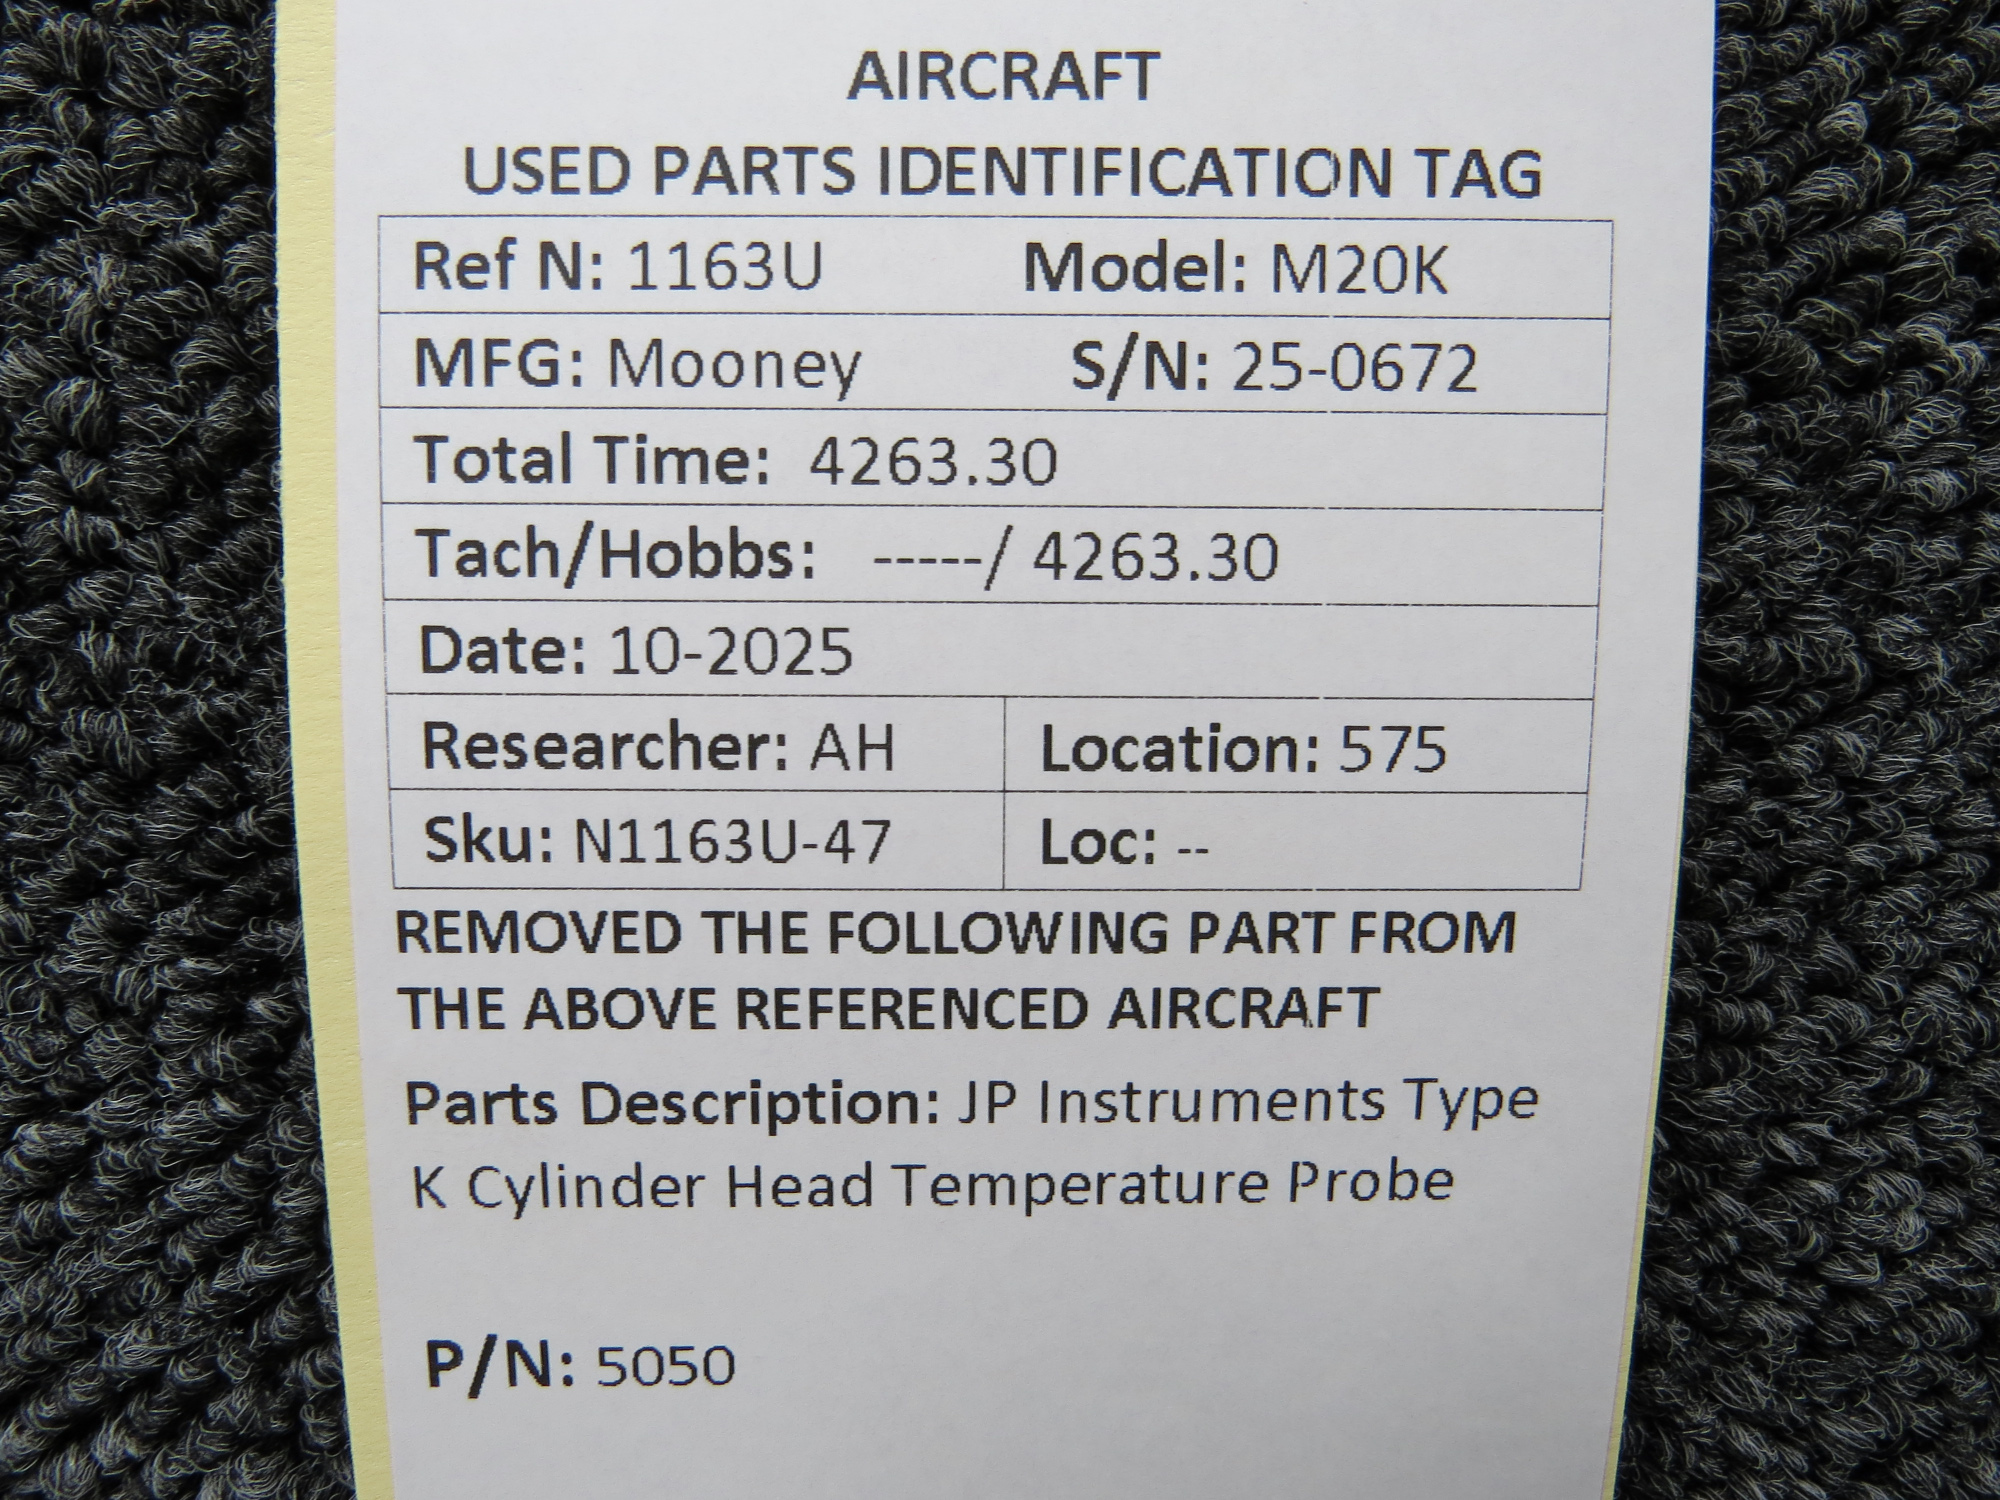 AIRCRAFT
USED PARTS IDENTIFICATION TAG
Ref N: 1163U Model: M20K
MFG: Mooney S/N: 25-0672
Total Time: 4263.30
Tach/Hobbs: -----/ 4263.30
Date: 10-2025
Researcher: AH Location: 575
Sku: N1163U-47 Loc: --
REMOVED THE FOLLOWING PART FROM
THE ABOVE REFERENCED AIRCRAFT
Parts Description: JP Instruments Type
K Cylinder Head Temperature Probe
P/N: 5050